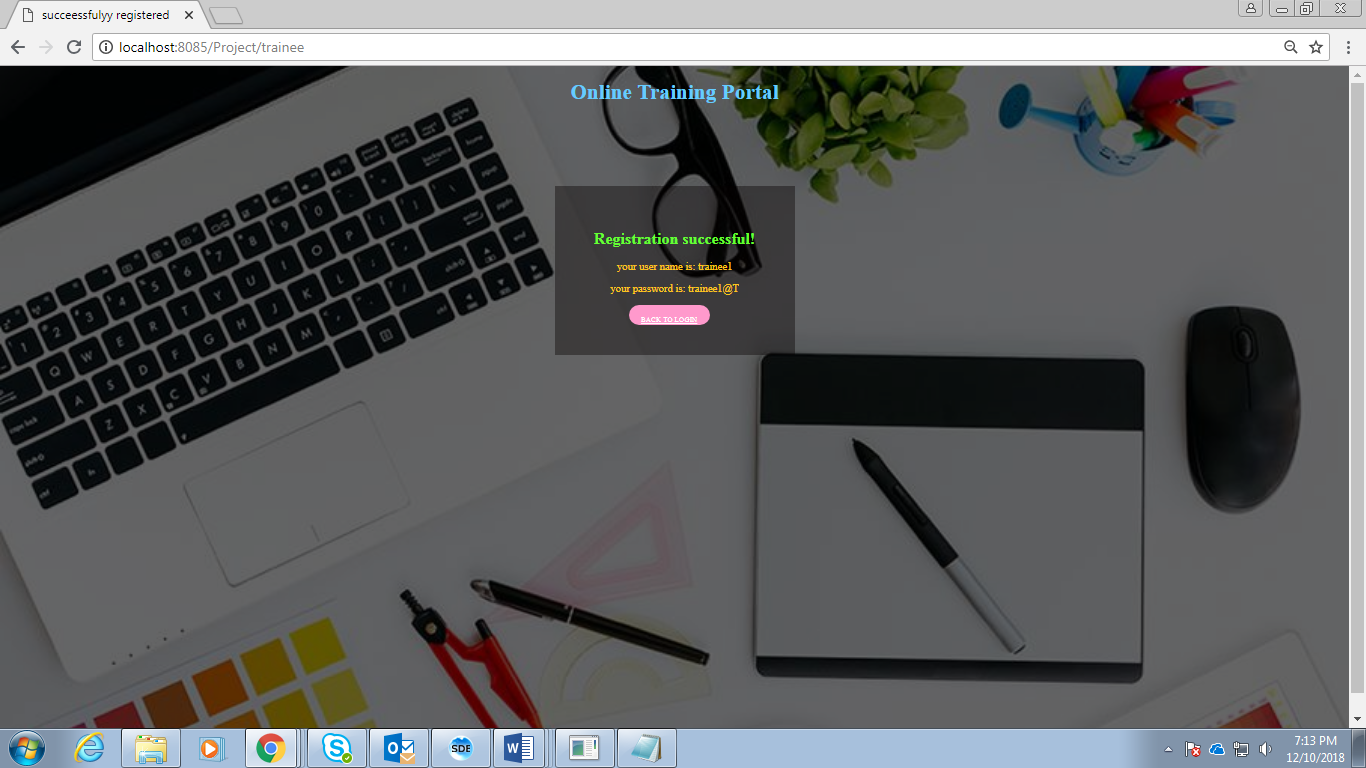 succeessfulyy registered
localhost:8085/Project/trainee
Online Training Portal
Registration successful!
your user name is: trainee1
your password is: trainee1@T
BACK TO LOGIN
SDE
7:13 PM
12/10/2018